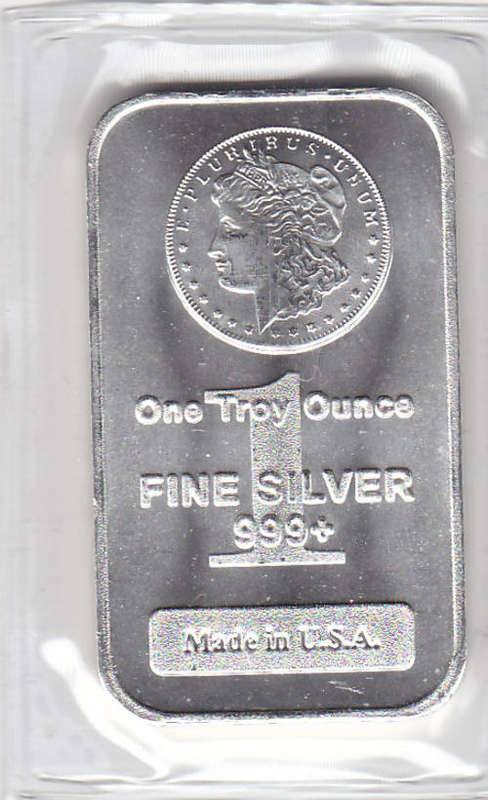 E·PLURIBUS·UNUM
1
One Troy Ounce
FINE SILVER
999+
Made in U.S.A.